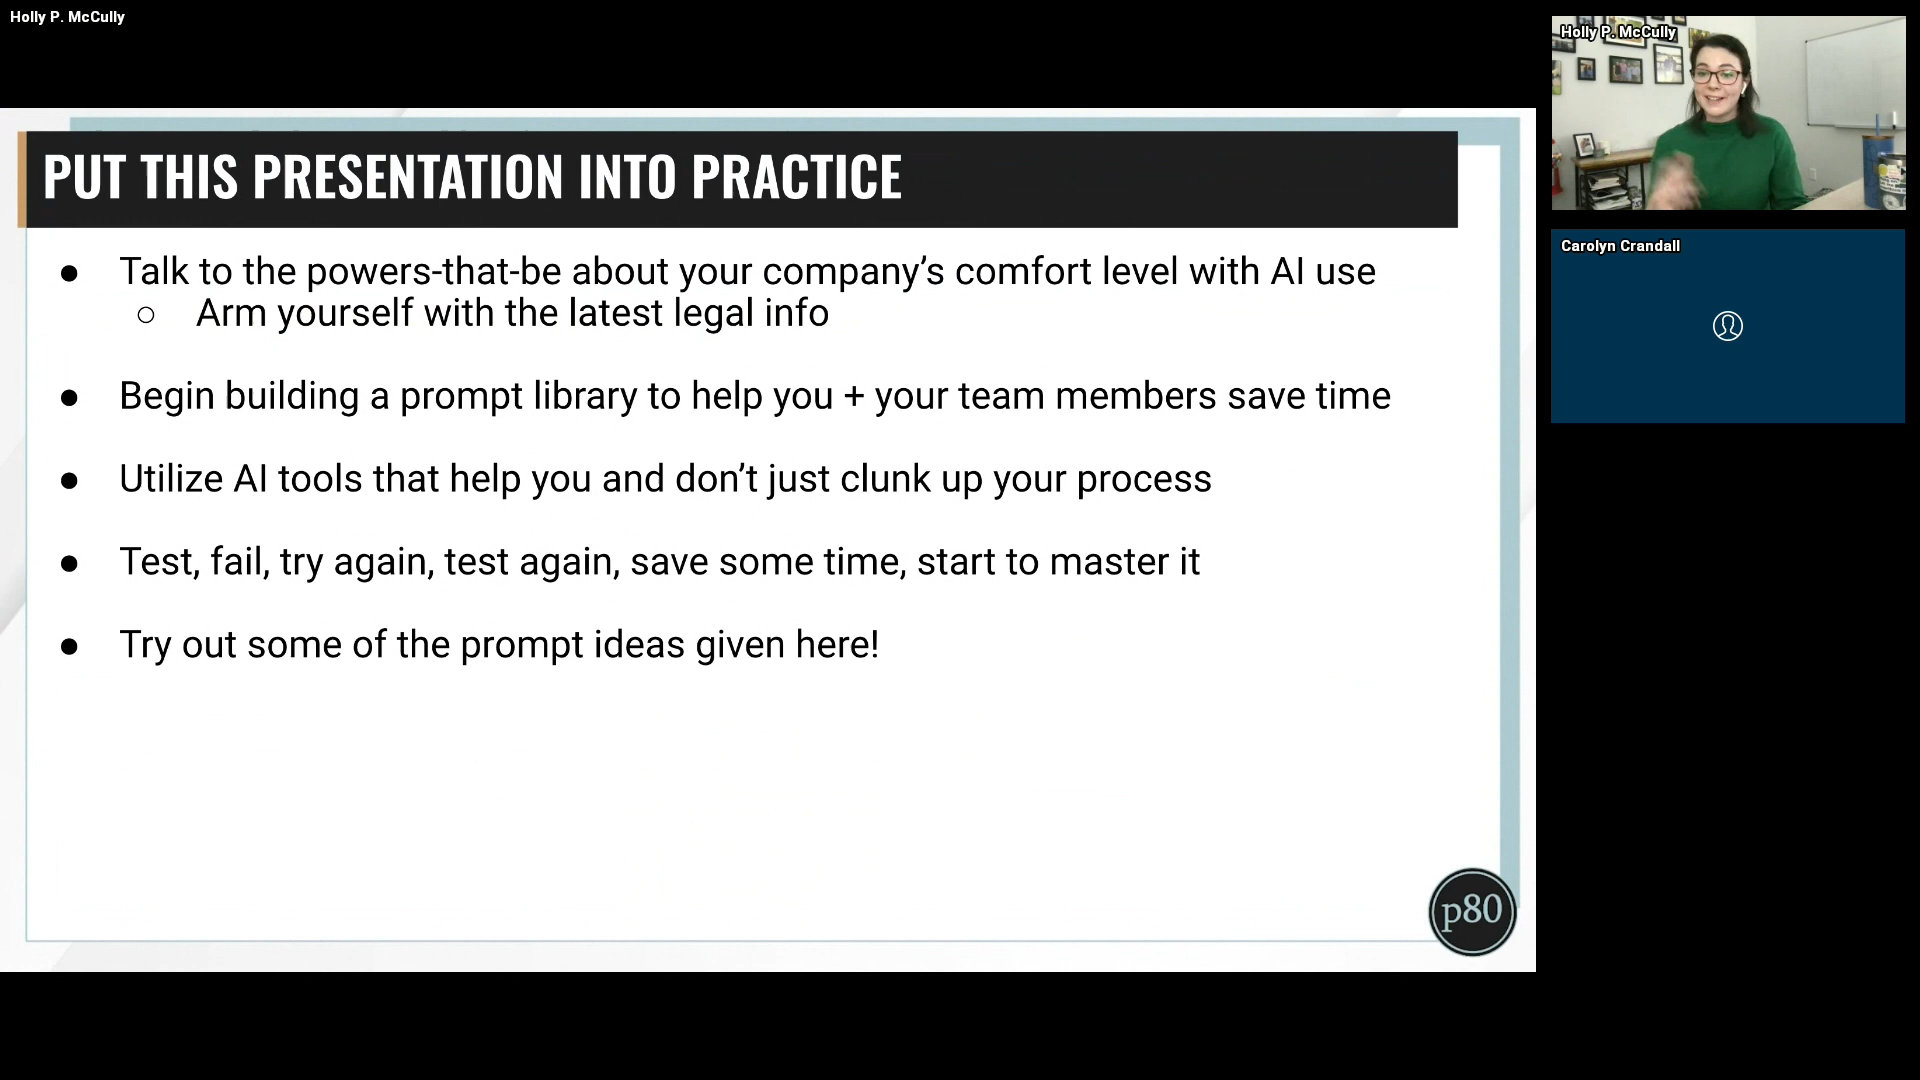 Holly P. McCully
PUT THIS PRESENTATION INTO PRACTICE
● Talk to the powers-that-be about your company’s comfort level with AI use
○ Arm yourself with the latest legal info
● Begin building a prompt library to help you + your team members save time
● Utilize AI tools that help you and don’t just clunk up your process
● Test, fail, try again, test again, save some time, start to master it
● Try out some of the prompt ideas given here!
p80
Holly P. McCully
Carolyn Crandall